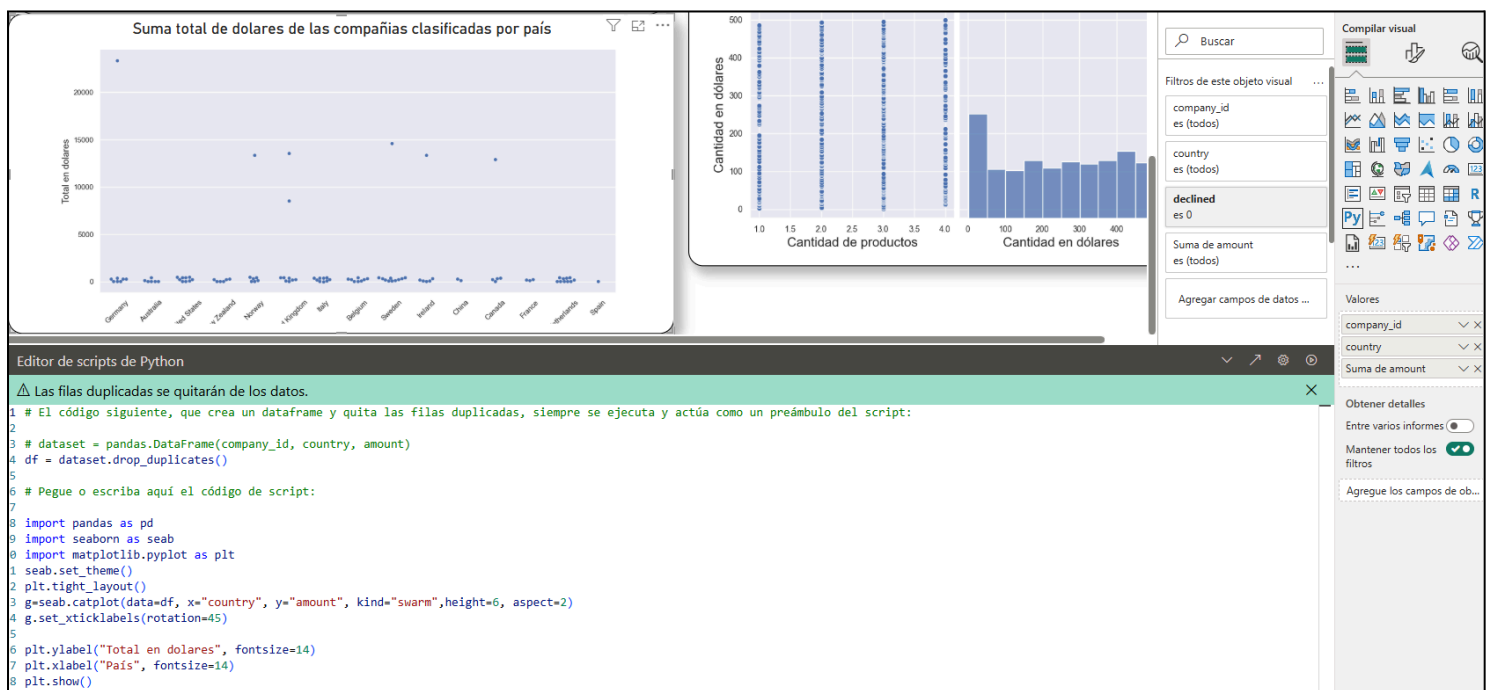 Suma total de dolares de las compañias clasificadas por país
20000
15000
10000
5000
0
Total en dolares
Germany
Australia
ed States
Zealand
Norway
Kingdom
Italy
Belgium
Sweden
Ireland
China
Canada
France
etherlands
Spain
500
400
300
200
100
0
Cantidad en dólares
1.0 1.5 2.0 2.5 3.0 3.5 4.0
Cantidad de productos
0 100 200 300 400
Cantidad en dólares
Buscar
Filtros de este objeto visual ...
company_id
es (todos)
country
es (todos)
declined
es 0
Suma de amount
es (todos)
Agregar campos de datos ...
Compilar visual
123
R
Py
123
...
Valores
company_id
country
Suma de amount
Obtener detalles
Entre varios informes
Mantener todos los
filtros
Agregue los campos de ob...
Editor de scripts de Python
Las filas duplicadas se quitarán de los datos.
1 # El código siguiente, que crea un dataframe y quita las filas duplicadas, siempre se ejecuta y actúa como un preámbulo del script:
2
3 # dataset = pandas.DataFrame(company_id, country, amount)
4 df = dataset.drop_duplicates()
5
6 # Pegue o escriba aquí el código de script:
7
8 import pandas as pd
9 import seaborn as seab
0 import matplotlib.pyplot as plt
1 seab.set_theme()
2 plt.tight_layout()
3 g=seab.catplot(data=df, x="country", y="amount", kind="swarm",height=6, aspect=2)
4 g.set_xticklabels(rotation=45)
5
6 plt.ylabel("Total en dolares", fontsize=14)
7 plt.xlabel("País", fontsize=14)
8 plt.show()